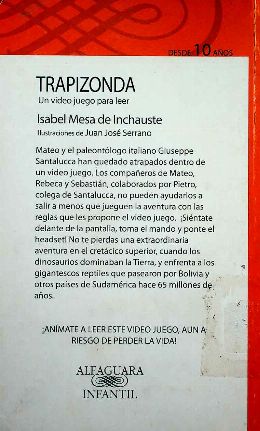 DESDE 10 AÑOS
TRAPIZONDA
Un video juego para leer
Isabel Mesa de Inchauste
Ilustraciones de Juan José Serrano
Mateo y el paleontólogo italiano Giuseppe
Santalucca han quedado atrapados dentro de
un video juego. Los compañeros de Mateo,
Rebeca y Sebastián, colaborados por Pietro,
colega de Santalucca, no pueden ayudarlos a
salir a menos que jueguen la aventura con las
reglas que les propone el video juego. ¡Siéntate
delante de la pantalla, toma el mando y ponte el
headset! No te pierdas una extraordinaria
aventura en el cretácico superior, cuando los
dinosaurios dominaban la Tierra, y enfrenta a los
gigantescos reptiles que pasearon por Bolivia y
otros países de Sudamérica hace 65 millones de
años.
¡ANÍMATE A LEER ESTE VIDEO JUEGO, AUN A
RIESGO DE PERDER LA VIDA!
ALFAGUARA
INFANTIL